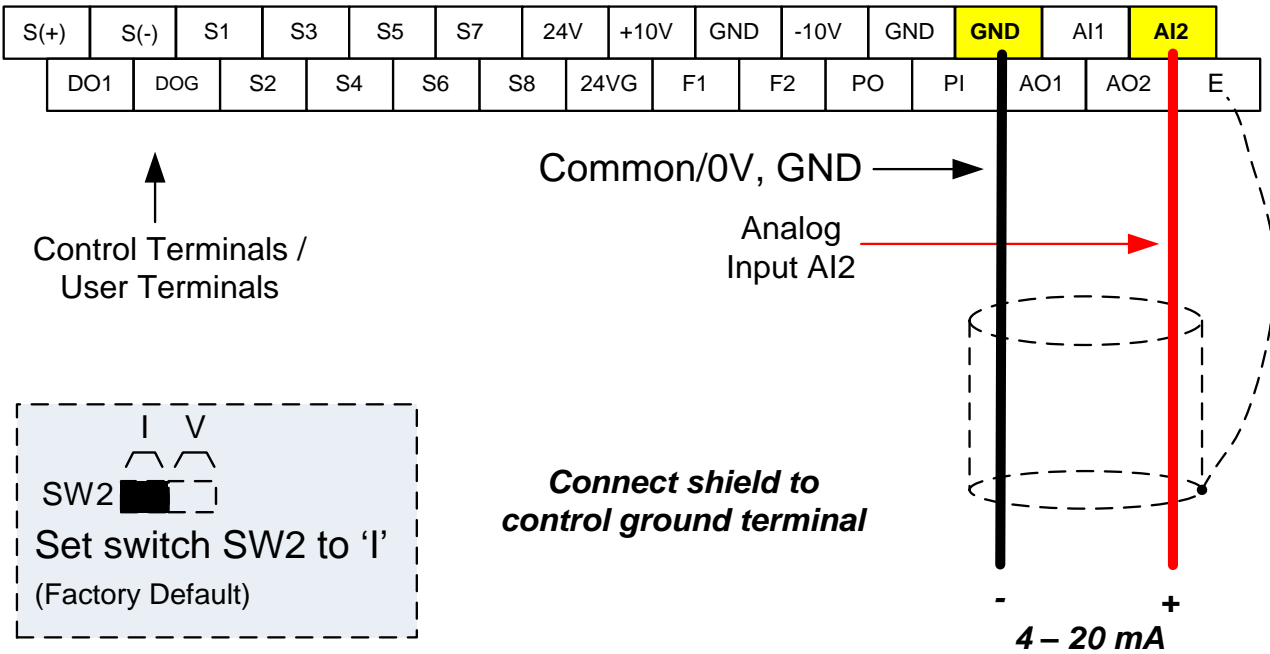 S(+) S(-) S1 S3 S5 S7 24V +10V GND -10V GND GND AI1 AI2
DO1 DOG S2 S4 S6 S8 24VG F1 F2 PO PI AO1 AO2 E
Common/0V, GND
Control Terminals /
User Terminals
Analog
Input AI2
I V
SW2
Set switch SW2 to ‘I’
(Factory Default)
Connect shield to
control ground terminal
- +
4 – 20 mA